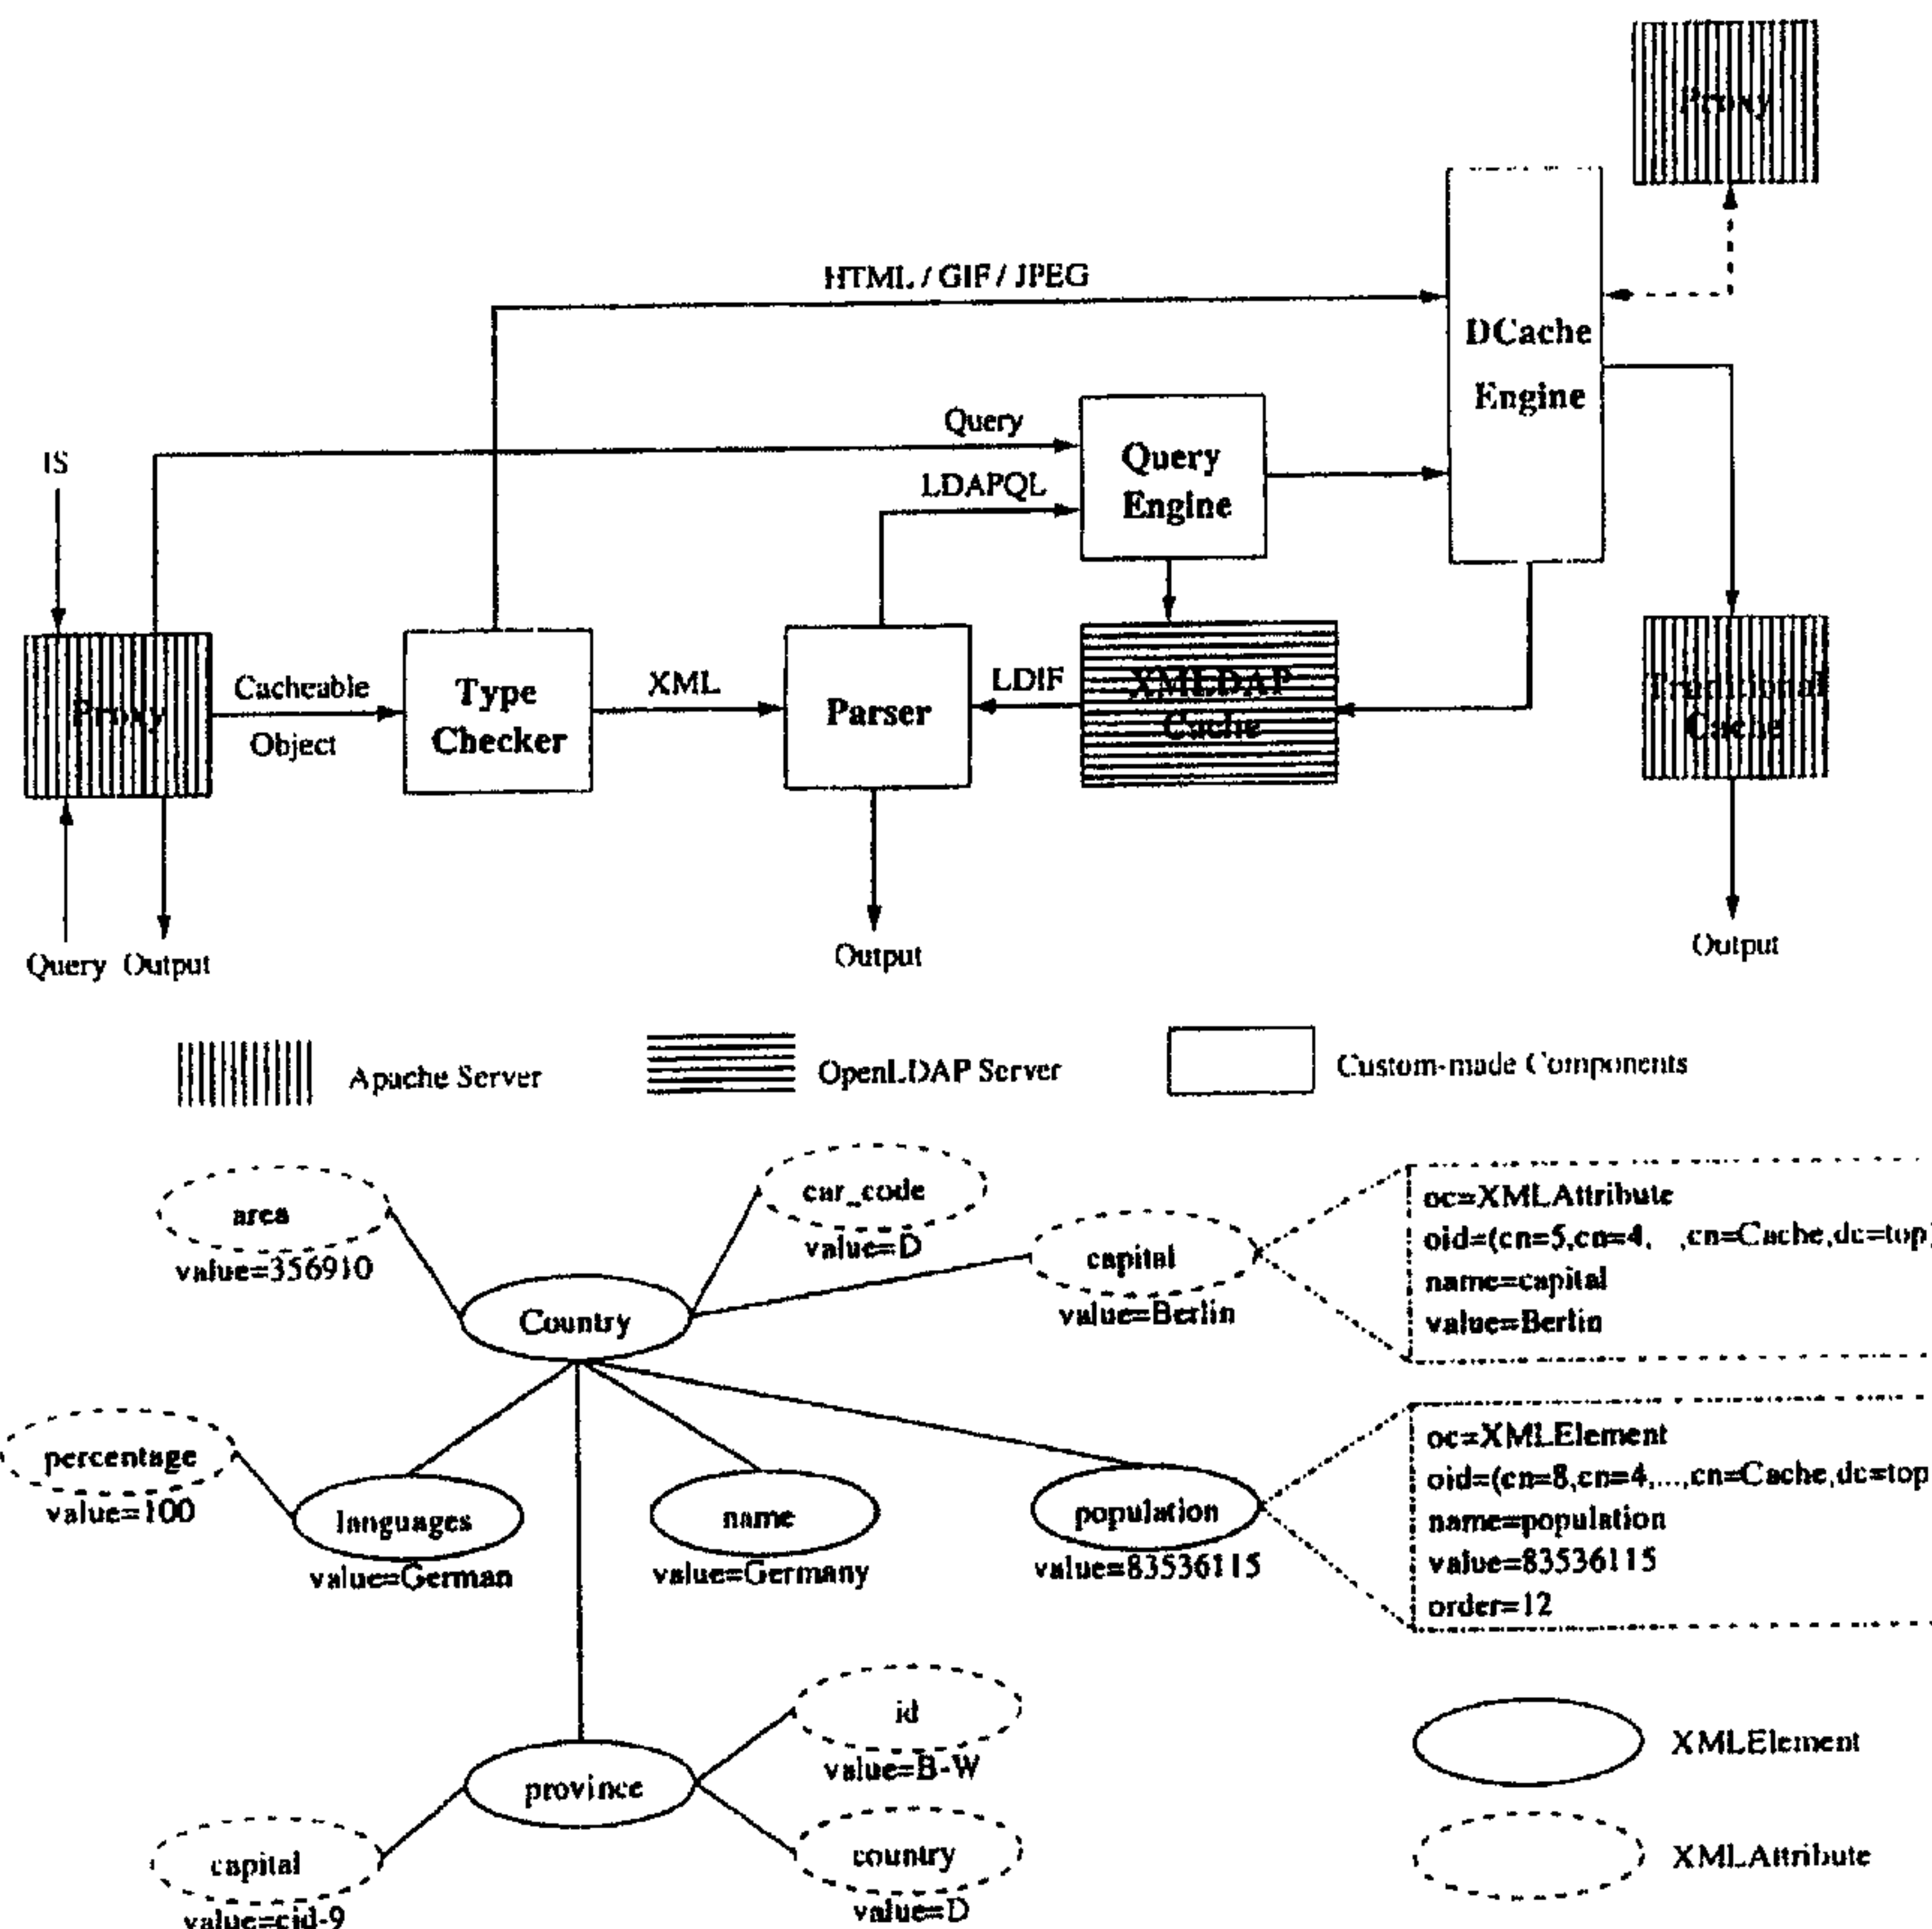 Proxy
HTML / GIF / JPEG
DCache
Engine
Query
Query
Engine
LDAPQL
IS
Proxy
Cacheable
Object
Type
Checker
XML
Parser
LDIF
XMLDAP
Cache
Traditional
Cache
Query Output
Output
Output
Apache Server
OpenLDAP Server
Custom-made Components
area
value=356910
car_code
value=D
capital
value=Berlin
oc=XMLAttribute
oid=(cn=5,cn=4, ,cn=Cache,dc=top)
name=capital
value=Berlin
Country
percentage
value=100
languages
value=German
name
value=Germany
population
value=83536115
oc=XMLElement
oid=(cn=8,cn=4,...,cn=Cache,dc=top
name=population
value=83536115
order=12
id
value=B-W
province
capital
value=cid-9
country
value=D
XMLElement
XMLAttribute